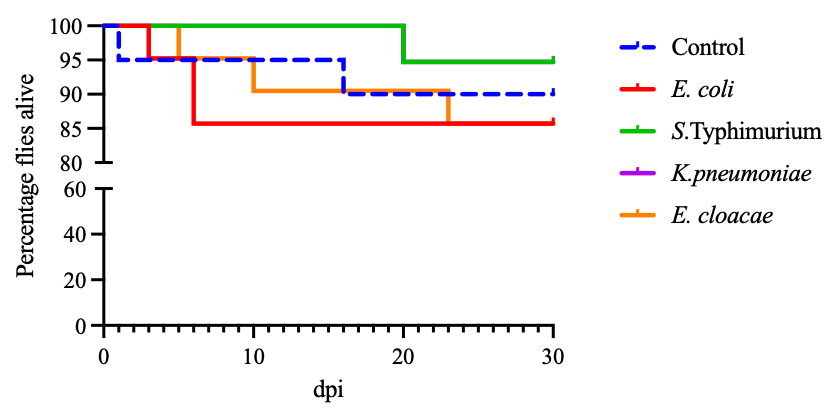 Percentage flies alive
100
95
90
85
80
60
40
20
0
0 10 20 30
dpi
Control
E. coli
S.Typhimurium
K.pneumoniae
E. cloacae